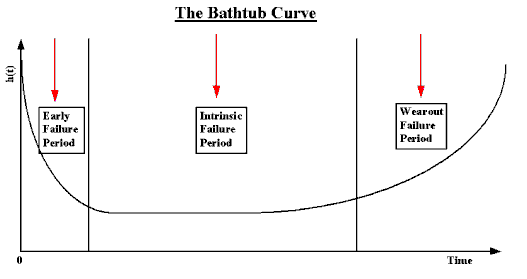 The Bathtub Curve
h(t)
Early
Failure
Period
Intrinsic
Failure
Period
Wearout
Failure
Period
0
Time